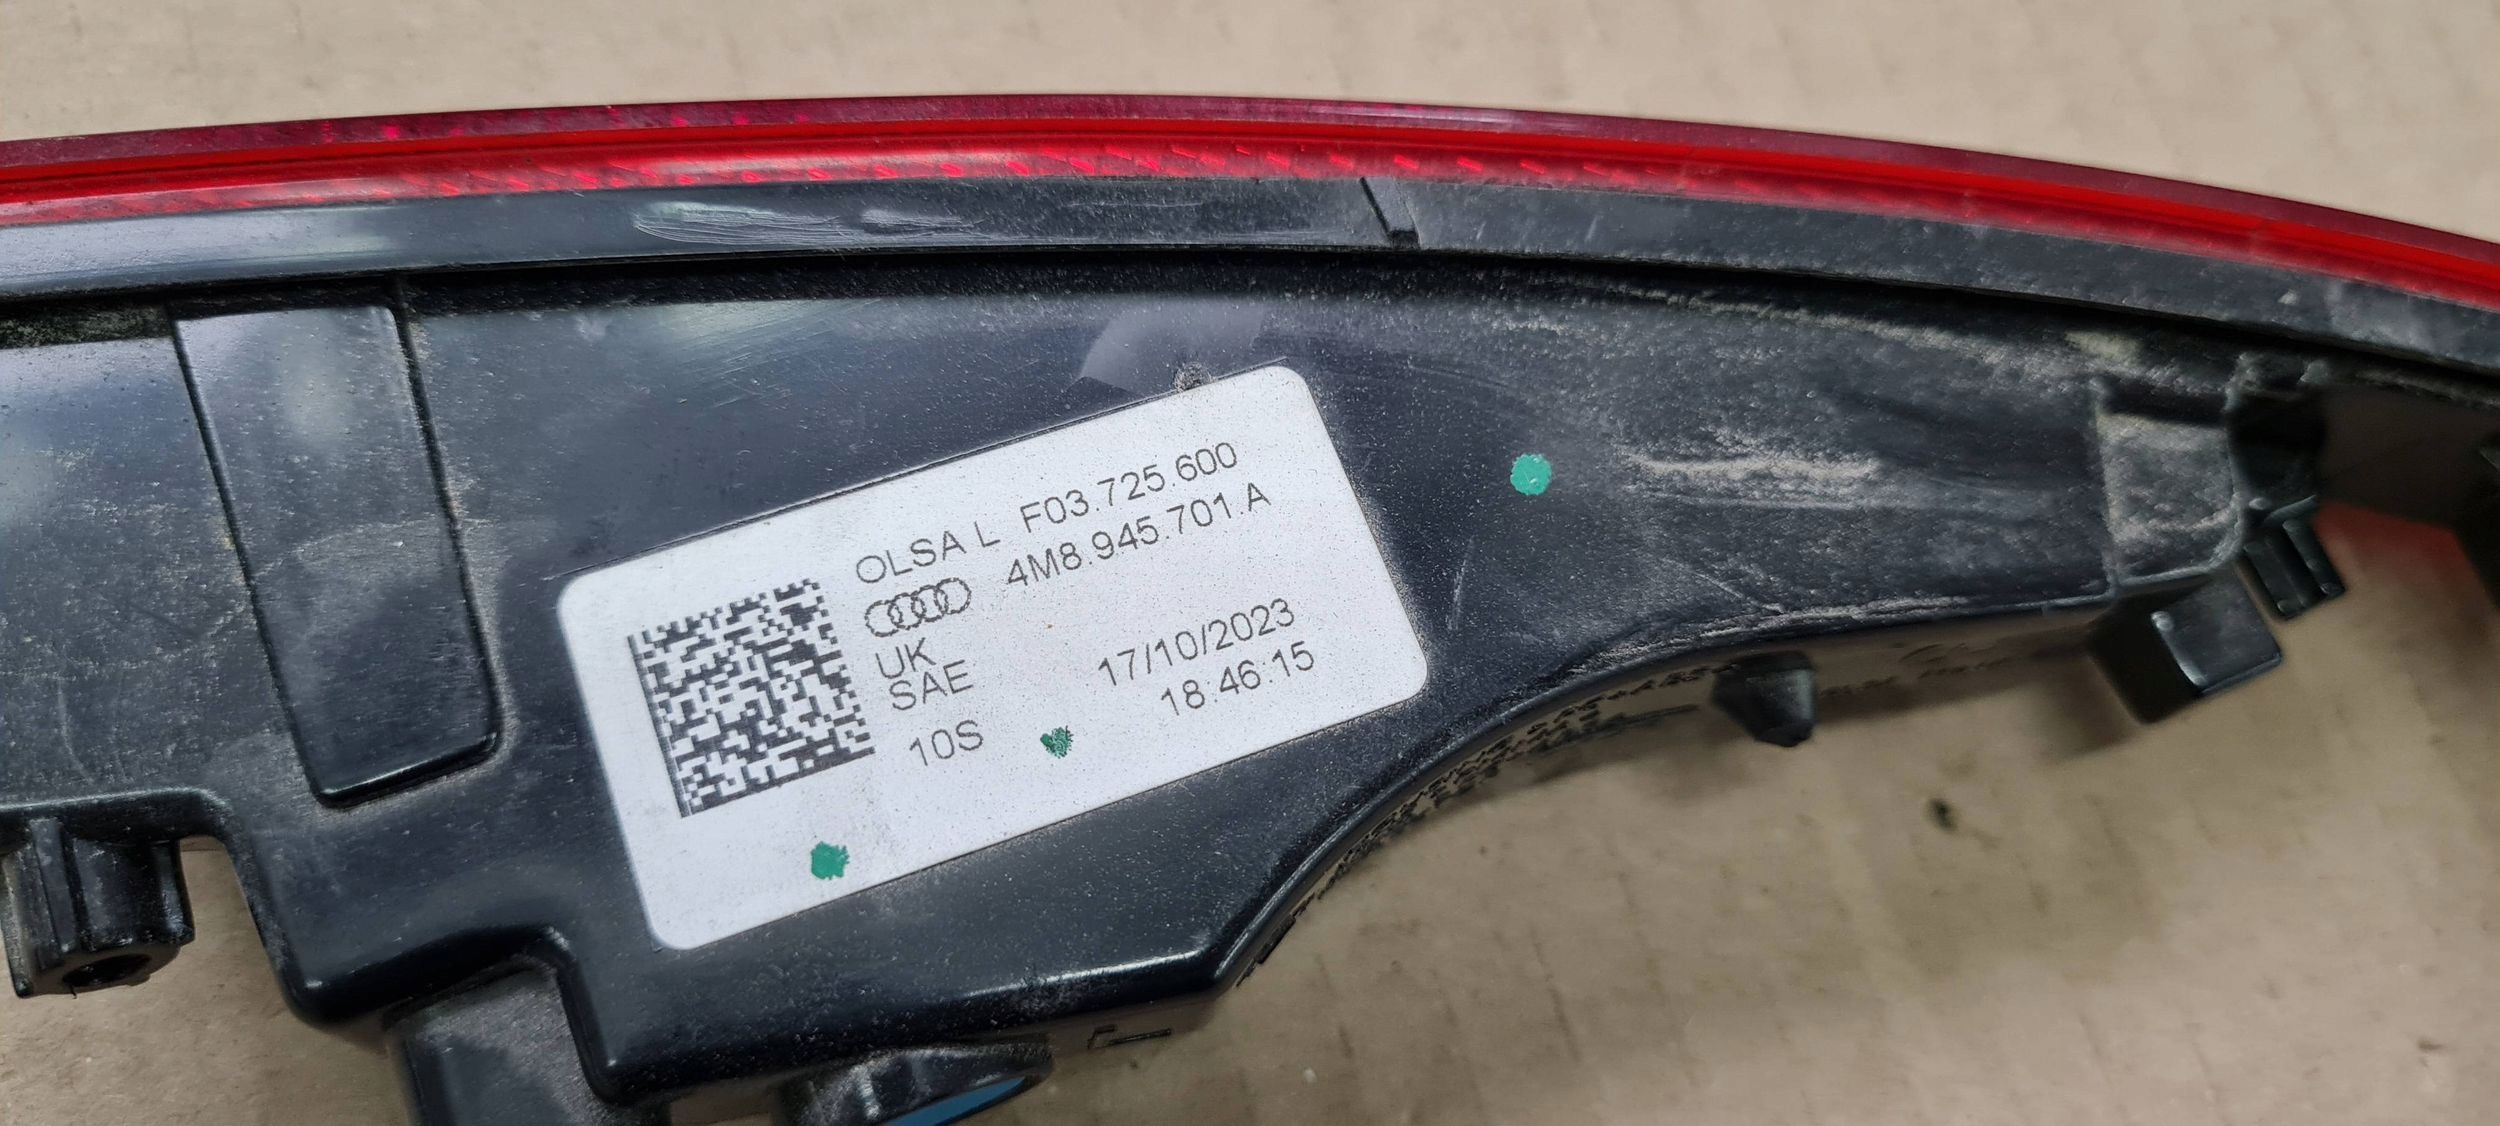 OLSA L F03.725.600
4M8.945.701.A
UK
SAE
17/10/2023
10S
18:46:15